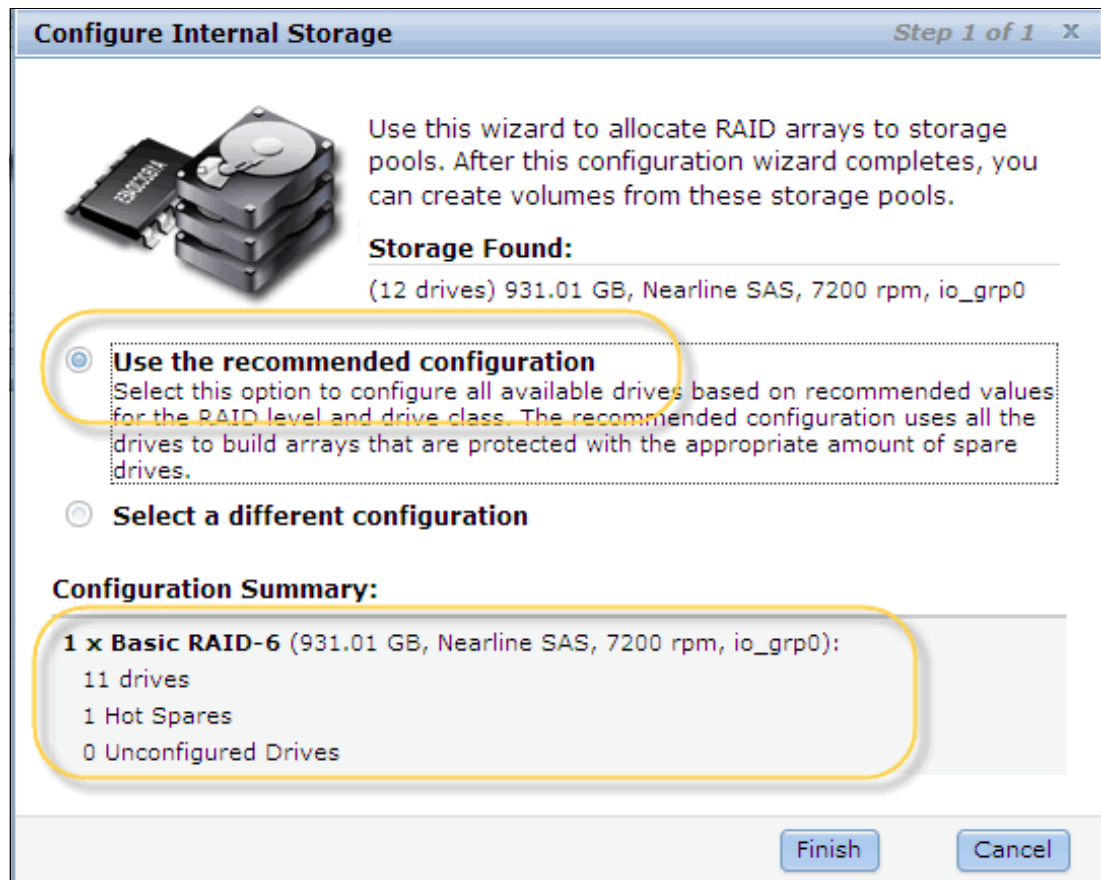 Configure Internal Storage
Step 1 of 1 X
Use this wizard to allocate RAID arrays to storage
pools. After this configuration wizard completes, you
can create volumes from these storage pools.
Storage Found:
(12 drives) 931.01 GB, Nearline SAS, 7200 rpm, io_grp0
Use the recommended configuration
Select this option to configure all available drives based on recommended values
for the RAID level and drive class. The recommended configuration uses all the
drives to build arrays that are protected with the appropriate amount of spare
drives.
Select a different configuration
Configuration Summary:
1 x Basic RAID-6 (931.01 GB, Nearline SAS, 7200 rpm, io_grp0):
11 drives
1 Hot Spares
0 Unconfigured Drives
Finish
Cancel